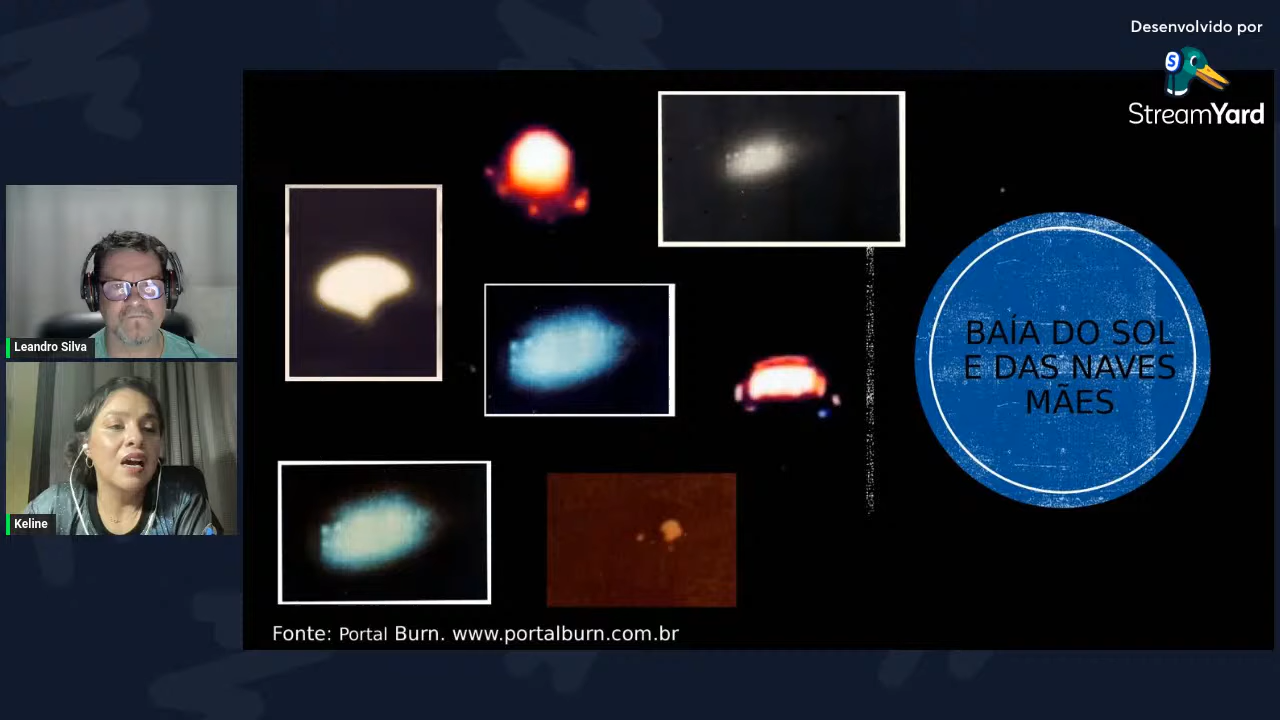 Desenvolvido por
S
StreamYard
BAÍA DO SOL
E DAS NAVES
MÃES
Leandro Silva
Keline
Fonte: Portal Burn. www.portalburn.com.br